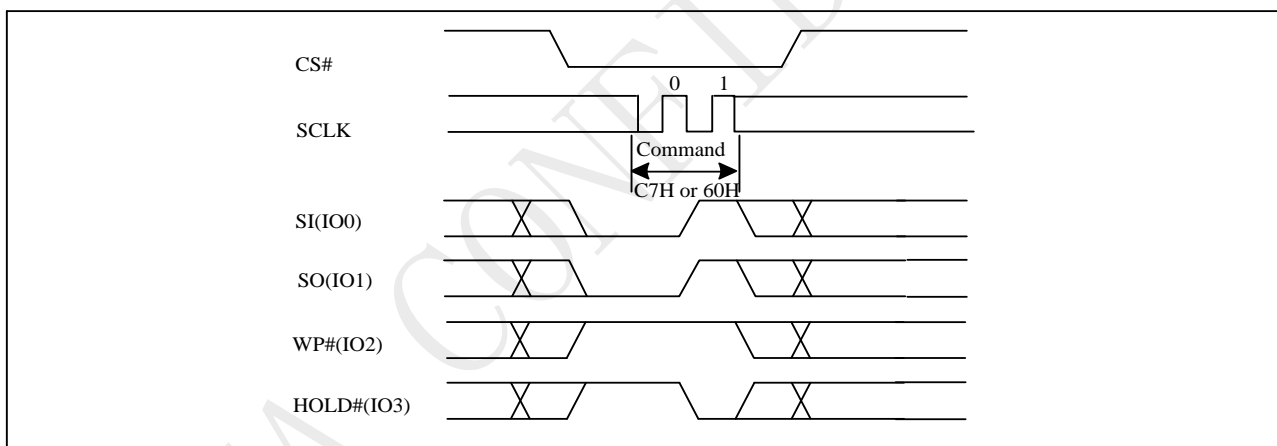 CS#
0 1
SCLK
Command
C7H or 60H
SI(IO0)
SO(IO1)
WP#(IO2)
HOLD#(IO3)